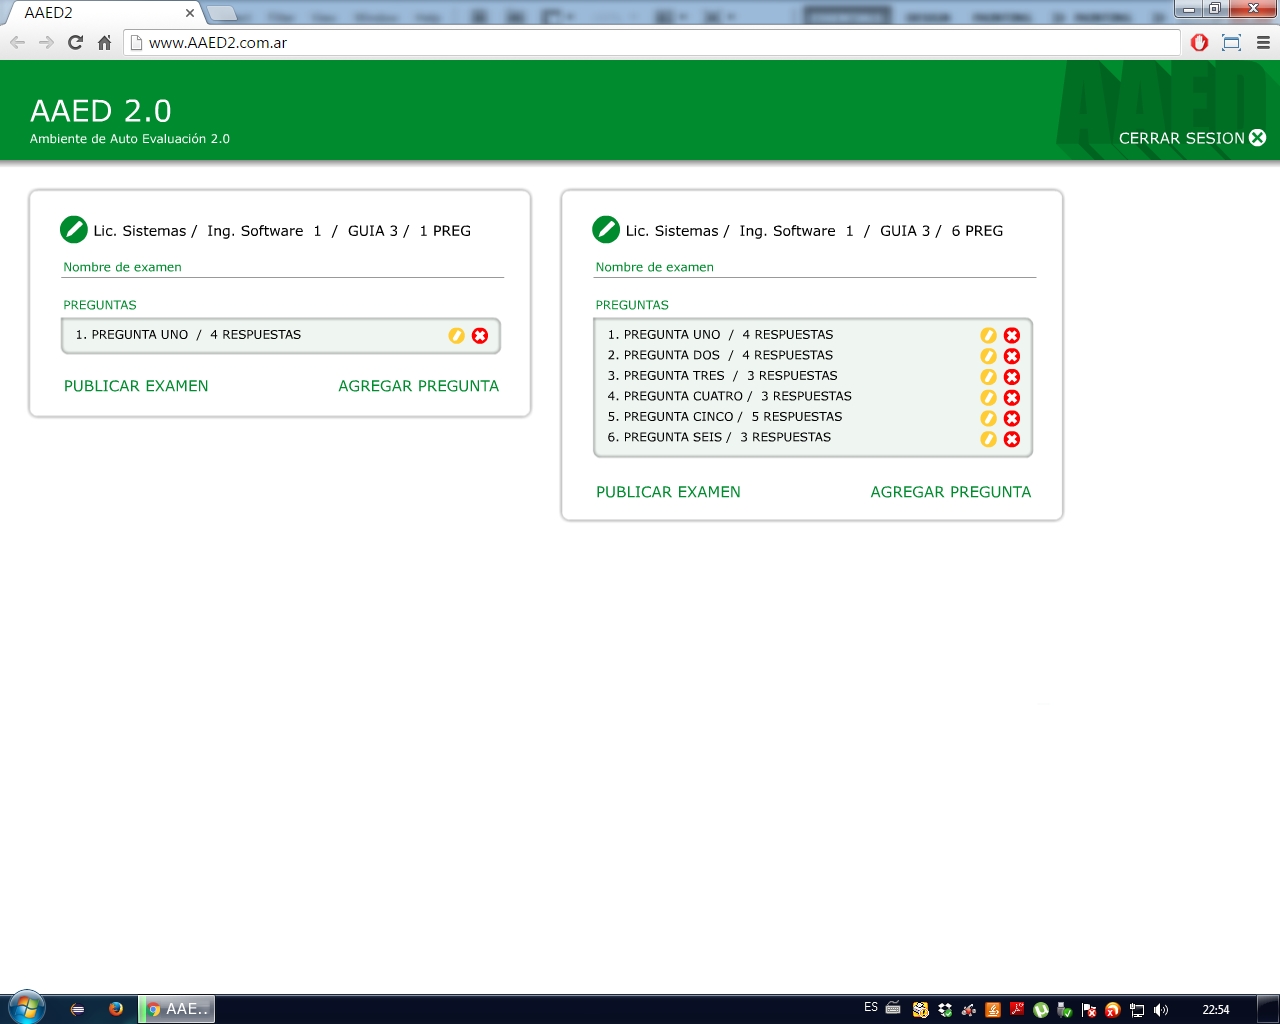 AAED2
www.AAED2.com.ar
AAED 2.0
Ambiente de Auto Evaluación 2.0
AAED
CERRAR SESION
Lic. Sistemas / Ing. Software 1 / GUIA 3 / 1 PREG
Nombre de examen
PREGUNTAS
1. PREGUNTA UNO / 4 RESPUESTAS
PUBLICAR EXAMEN
AGREGAR PREGUNTA
Lic. Sistemas / Ing. Software 1 / GUIA 3 / 6 PREG
Nombre de examen
PREGUNTAS
1. PREGUNTA UNO / 4 RESPUESTAS
2. PREGUNTA DOS / 4 RESPUESTAS
3. PREGUNTA TRES / 3 RESPUESTAS
4. PREGUNTA CUATRO / 3 RESPUESTAS
5. PREGUNTA CINCO / 5 RESPUESTAS
6. PREGUNTA SEIS / 3 RESPUESTAS
PUBLICAR EXAMEN
AGREGAR PREGUNTA
AAE..
ES
22:54